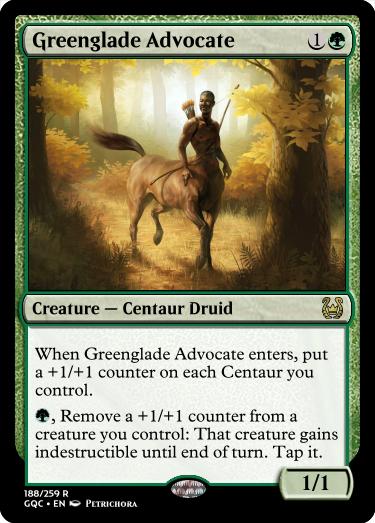 Greenglade Advocate 1
Creature — Centaur Druid
When Greenglade Advocate enters, put
a +1/+1 counter on each Centaur you
control.
, Remove a +1/+1 counter from a
creature you control: That creature gains
indestructible until end of turn. Tap it.
1/1
188/259 R
GQC • EN Petrichora